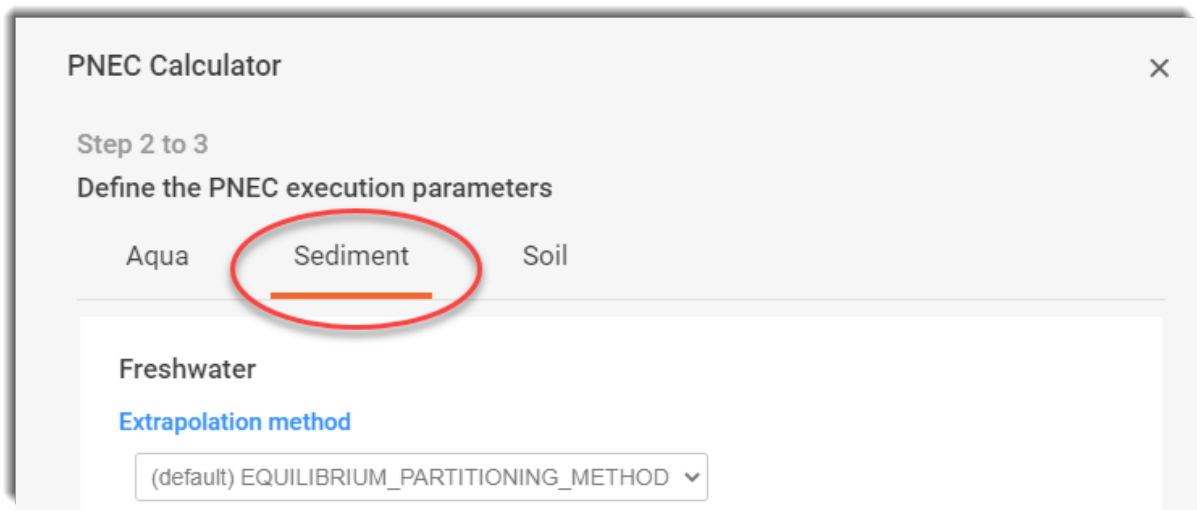 PNEC Calculator
Step 2 to 3
Define the PNEC execution parameters
Aqua Sediment Soil
Freshwater
Extrapolation method
(default) EQUILIBRIUM_PARTITIONING_METHOD